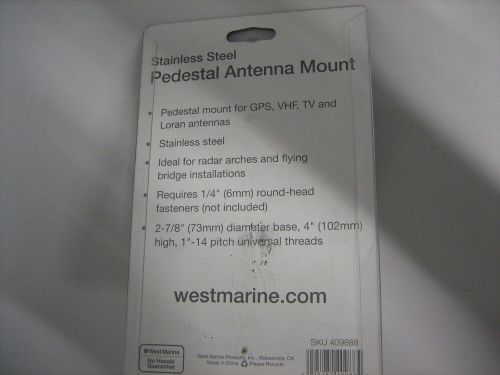 Stainless Steel
Pedestal Antenna Mount
• Pedestal mount for GPS, VHF, TV and
Loran antennas
• Stainless steel
• Ideal for radar arches and flying
bridge installations
• Requires 1/4" (6mm) round-head
fasteners (not included)
• 2-7/8" (73mm) diameter base, 4" (102mm)
high, 1"-14 pitch universal threads
westmarine.com
SKU 409888
West Marine
No Hassle
Guarantee
West Marine Products, Inc., Watsonville, CA
Made in China Please Recycle